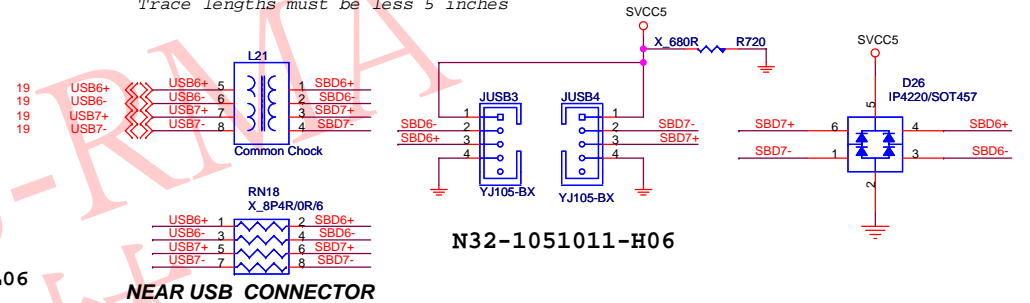 Trace lengths must be less 5 inches
SVCC5
X_680R R720
SVCC5
L21
19 USB6+ USB6+ 5 1 SBD6+
19 USB6- USB6- 6 2 SBD6-
19 USB7+ USB7+ 7 3 SBD7+
19 USB7- USB7- 8 4 SBD7-
Common Chock
JUSB3 JUSB4
1 1
SBD6- 2 2 SBD7-
SBD6+ 3 3 SBD7+
4 4
YJ105-BX YJ105-BX
D26
IP4220/SOT457
5
SBD7+ 6 4 SBD6+
SBD7- 1 3 SBD6-
2
RN18
X_8P4R/0R/6
USB6+ 1 2 SBD6+
USB6- 3 4 SBD6-
USB7+ 5 6 SBD7+
USB7- 7 8 SBD7-
N32-1051011-H06
06
NEAR USB CONNECTOR
-RMA